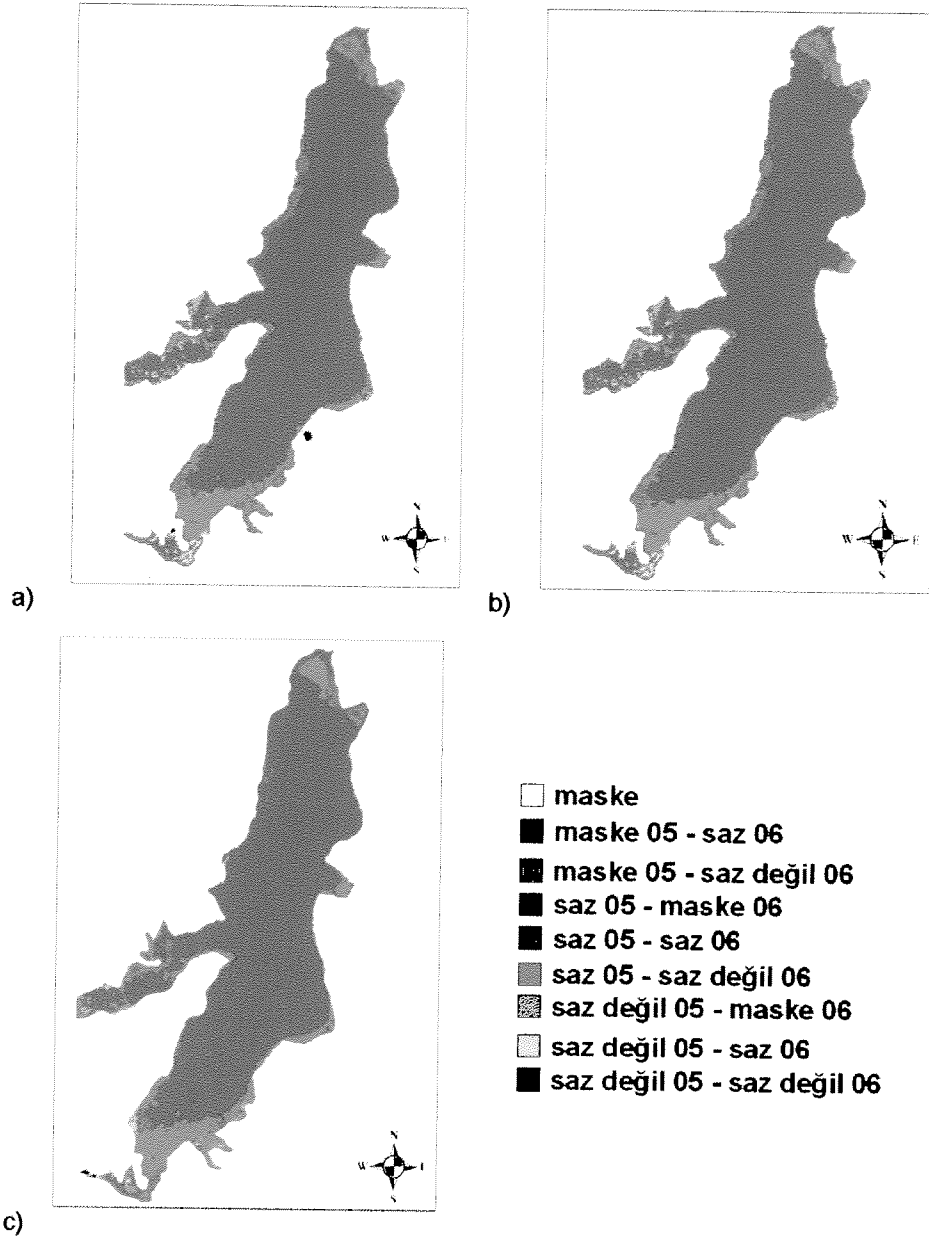 N
W
S
a)
N
W E
S
b)
N
W
S
c)
maske
maske 05 - saz 06
maske 05 - saz değil 06
saz 05 - maske 06
saz 05 - saz 06
saz 05 - saz değil 06
saz değil 05 - maske 06
saz değil 05 - saz 06
saz değil 05 - saz değil 06